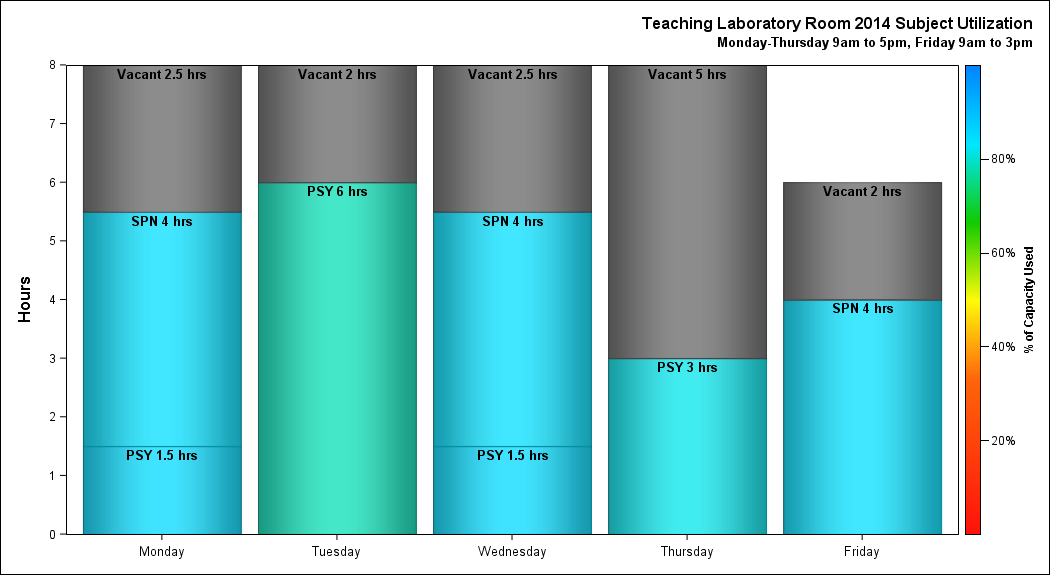 Teaching Laboratory Room 2014 Subject Utilization
Monday-Thursday 9am to 5pm, Friday 9am to 3pm
Hours
8
7
6
5
4
3
2
1
0
Vacant 2.5 hrs
SPN 4 hrs
PSY 1.5 hrs
Vacant 2 hrs
PSY 6 hrs
Vacant 2.5 hrs
SPN 4 hrs
PSY 1.5 hrs
Vacant 5 hrs
PSY 3 hrs
Vacant 2 hrs
SPN 4 hrs
Monday
Tuesday
Wednesday
Thursday
Friday
80%
60%
40%
20%
% of Capacity Used